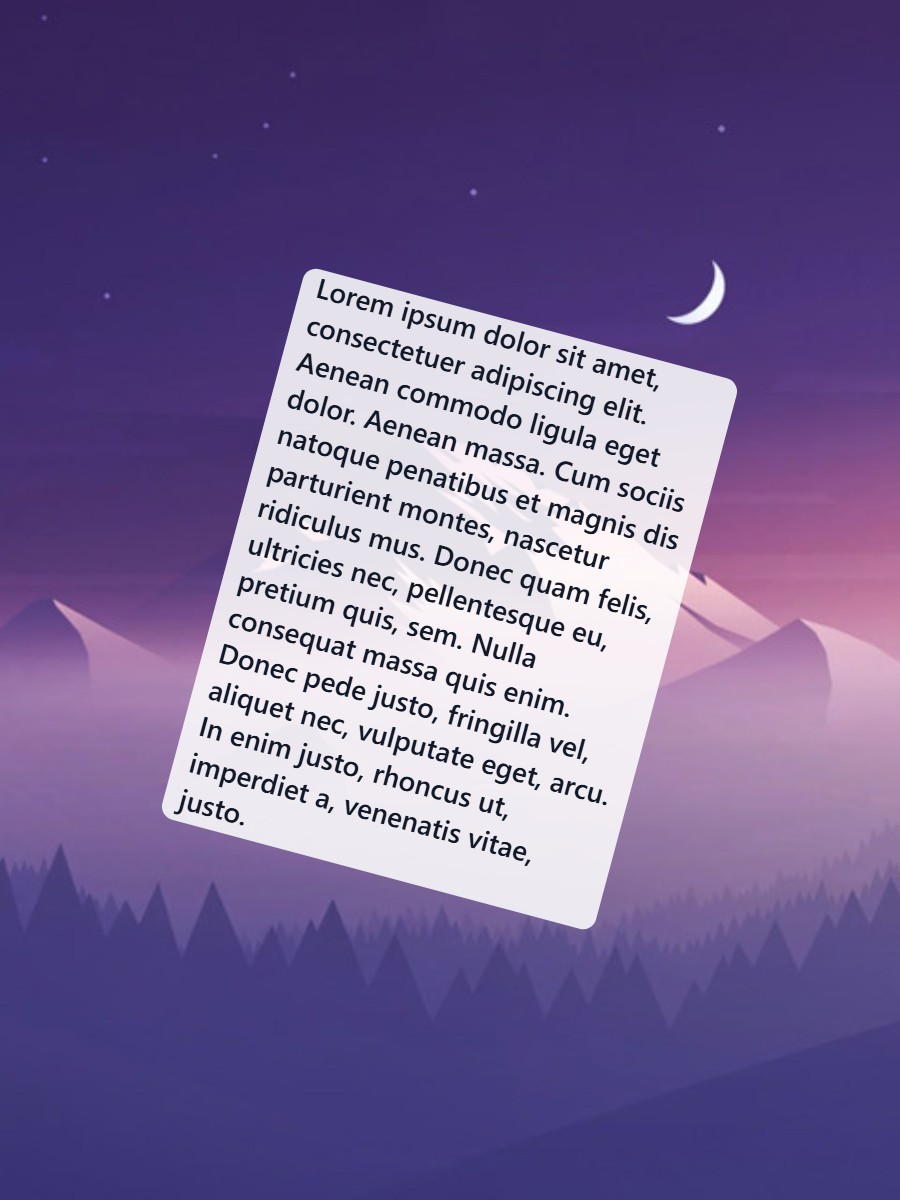 Lorem ipsum dolor sit amet,
consectetuer adipiscing elit.
Aenean commodo ligula eget
dolor. Aenean massa. Cum sociis
natoque penatibus et magnis dis
parturient montes, nascetur
ridiculus mus. Donec quam felis,
ultricies nec, pellentesque eu,
pretium quis, sem. Nulla
consequat massa quis enim.
Donec pede justo, fringilla vel,
aliquet nec, vulputate eget, arcu.
In enim justo, rhoncus ut,
imperdiet a, venenatis vitae,
justo.